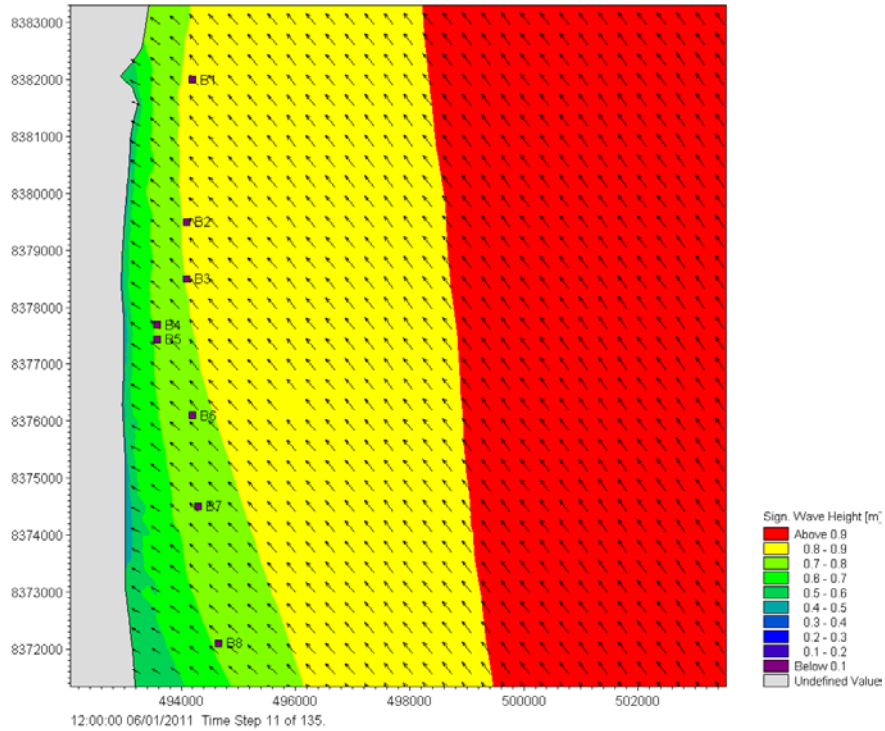 8383000
8382000
8381000
8380000
8379000
8378000
8377000
8376000
8375000
8374000
8373000
8372000
B1
B2
B3
B4
B5
B6
B7
B8
494000 496000 498000 500000 502000
12:00:00 06/01/2011 Time Step 11 of 135.
Sign. Wave Height [m]
Above 0.9
0.8 - 0.9
0.7 - 0.8
0.6 - 0.7
0.5 - 0.6
0.4 - 0.5
0.3 - 0.4
0.2 - 0.3
0.1 - 0.2
Below 0.1
Undefined Values